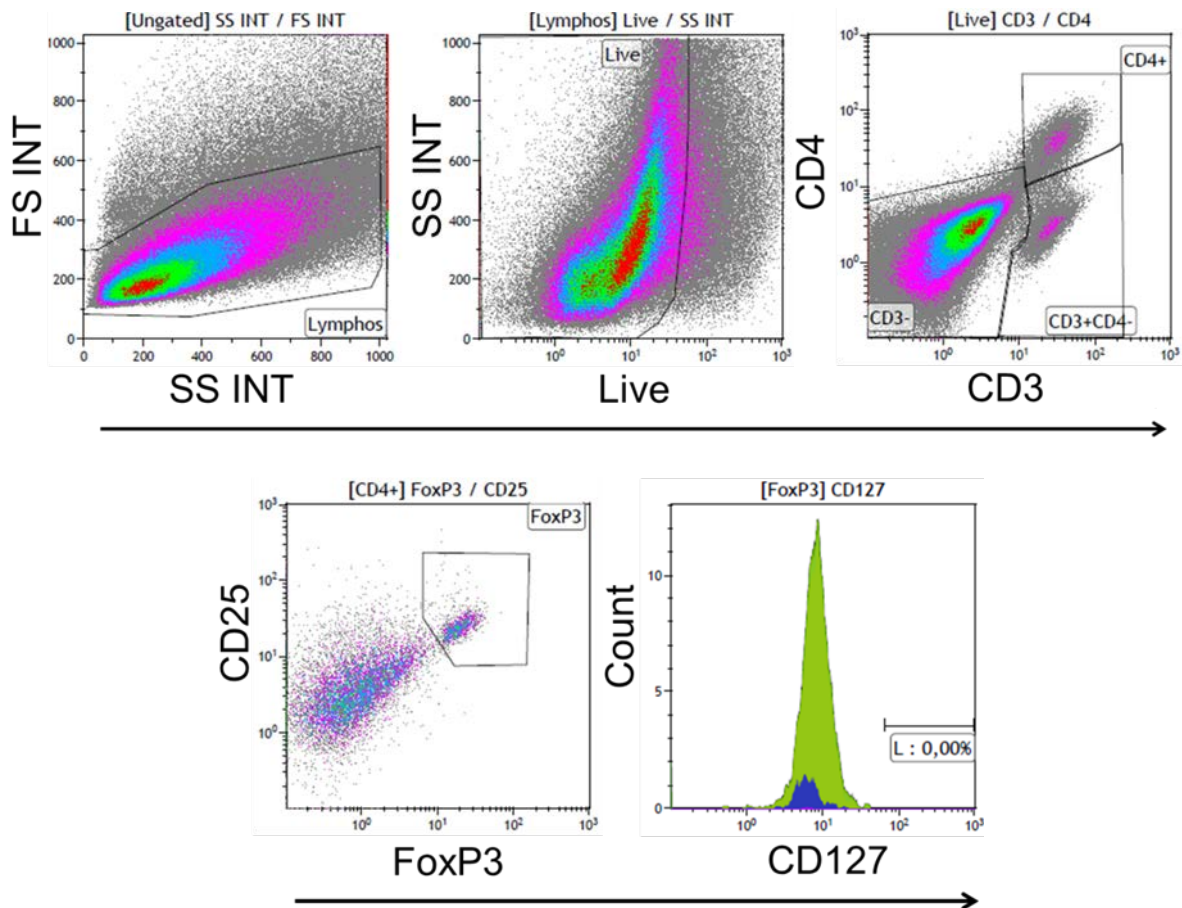 [Ungated] SS INT / FS INT
1000
800
600
400
200
0
FS INT
Lymphos
0 200 400 600 800 1000
SS INT
[Lymphos] Live / SS INT
1000
800
600
400
200
0
SS INT
Live
10⁰ 10¹ 10² 10³
Live
[Live] CD3 / CD4
10³
10²
10¹
10⁰
CD4
CD4+
CD3-
CD3+CD4-
10⁰ 10¹ 10² 10³
CD3
[CD4+] FoxP3 / CD25
10³
10²
10¹
10⁰
CD25
FoxP3
10⁰ 10¹ 10² 10³
FoxP3
[FoxP3] CD127
10
5
0
Count
L : 0,00%
10⁰ 10¹ 10² 10³
CD127